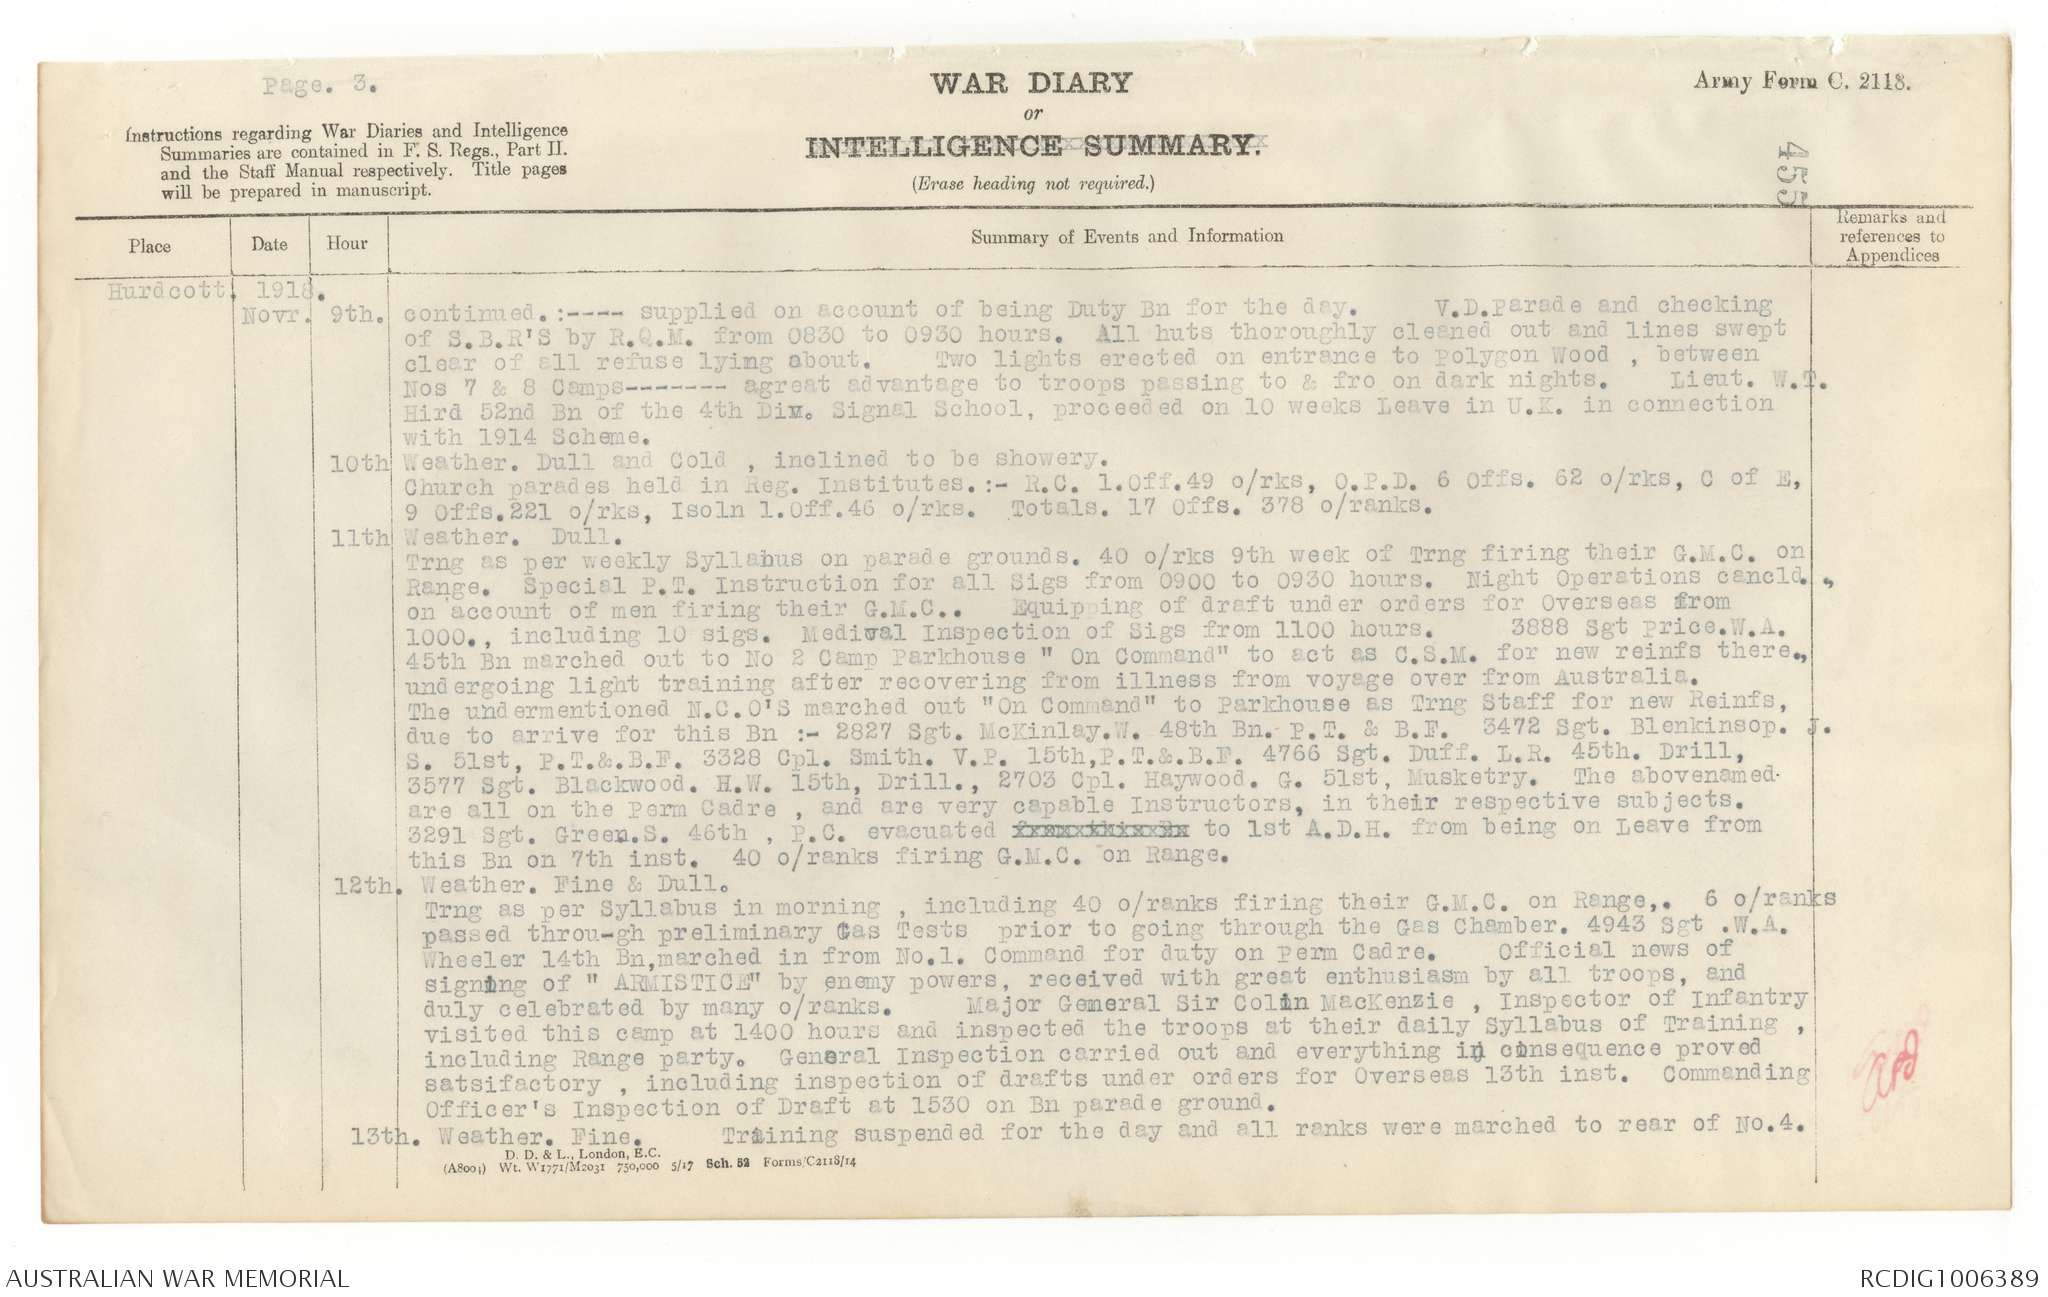 Page. 3.
WAR DIARY
or
INTELLIGENCE SUMMARY.
(Erase heading not required.)
Army Form C. 2118.
455
Instructions regarding War Diaries and Intelligence
Summaries are contained in F. S. Regs., Part II.
and the Staff Manual respectively. Title pages
will be prepared in manuscript.
Place
Date
Hour
Summary of Events and Information
Remarks and
references to
Appendices
Hurdcott. 1918.
Novr. 9th. continued.:---- supplied on account of being Duty Bn for the day. V.D.Parade and checking
of S.B.R'S by R.Q.M. from 0830 to 0930 hours. All huts thoroughly cleaned out and lines swept
clear of all refuse lying about. Two lights erected on entrance to Polygon Wood , between
Nos 7 & 8 Camps------- agreat advantage to troops passing to & fro on dark nights. Lieut. W.T.
Hird 52nd Bn of the 4th Div. Signal School, proceeded on 10 weeks Leave in U.K. in connection
with 1914 Scheme.
10th Weather. Dull and Cold , inclined to be showery.
Church parades held in Reg. Institutes.:- R.C. 1.Off.49 o/rks, O.P.D. 6 Offs. 62 o/rks, C of E,
9 Offs.221 o/rks, Isoln 1.Off.46 o/rks. Totals. 17 Offs. 378 o/ranks.
11th Weather. Dull.
Trng as per weekly Syllabus on parade grounds. 40 o/rks 9th week of Trng firing their G.M.C. on
Range. Special P.T. Instruction for all Sigs from 0900 to 0930 hours. Night Operations cancld.,
on account of men firing their G.M.C.. Equipping of draft under orders for Overseas from
1000., including 10 sigs. Medival Inspection of Sigs from 1100 hours. 3888 Sgt Price.W.A.
45th Bn marched out to No 2 Camp Parkhouse " On Command" to act as C.S.M. for new reinfs there.,
undergoing light training after recovering from illness from voyage over from Australia.
The undermentioned N.C.O'S marched out "On Command" to Parkhouse as Trng Staff for new Reinfs,
due to arrive for this Bn :- 2827 Sgt. McKinlay.W. 48th Bn. P.T. & B.F. 3472 Sgt. Blenkinsop. J.
S. 51st, P.T.&.B.F. 3328 Cpl. Smith. V.P. 15th,P.T.&.B.F. 4766 Sgt. Duff. L.R. 45th. Drill,
3577 Sgt. Blackwood. H.W. 15th, Drill., 2703 Cpl. Haywood. G. 51st, Musketry. The abovenamed
are all on the Perm Cadre , and are very capable Instructors, in their respective subjects.
3291 Sgt. Green.S. 46th , P.C. evacuated to 1st A.D.H. from being on Leave from
this Bn on 7th inst. 40 o/ranks firing G.M.C. on Range.
12th. Weather. Fine & Dull.
Trng as per Syllabus in morning , including 40 o/ranks firing their G.M.C. on Range,. 6 o/ranks
passed throu-gh preliminary Gas Tests prior to going through the Gas Chamber. 4943 Sgt .W.A.
Wheeler 14th Bn,marched in from No.1. Command for duty on Perm Cadre. Official news of
signing of " ARMISTICE" by enemy powers, received with great enthusiasm by all troops, and
duly celebrated by many o/ranks. Major General Sir Colin MacKenzie , Inspector of Infantry
visited this camp at 1400 hours and inspected the troops at their daily Syllabus of Training ,
including Range party. General Inspection carried out and everything in cinsequence proved
satsifactory , including inspection of drafts under orders for Overseas 13th inst. Commanding
Officer's Inspection of Draft at 1530 on Bn parade ground.
13th. Weather. Fine. Training suspended for the day and all ranks were marched to rear of No.4.
D. D. & L., London, E.C.
(A8004) Wt. W1771/M2031 750,000 5/17 Sch. 52 Forms/C2118/14
AUSTRALIAN WAR MEMORIAL
RCDIG1006389